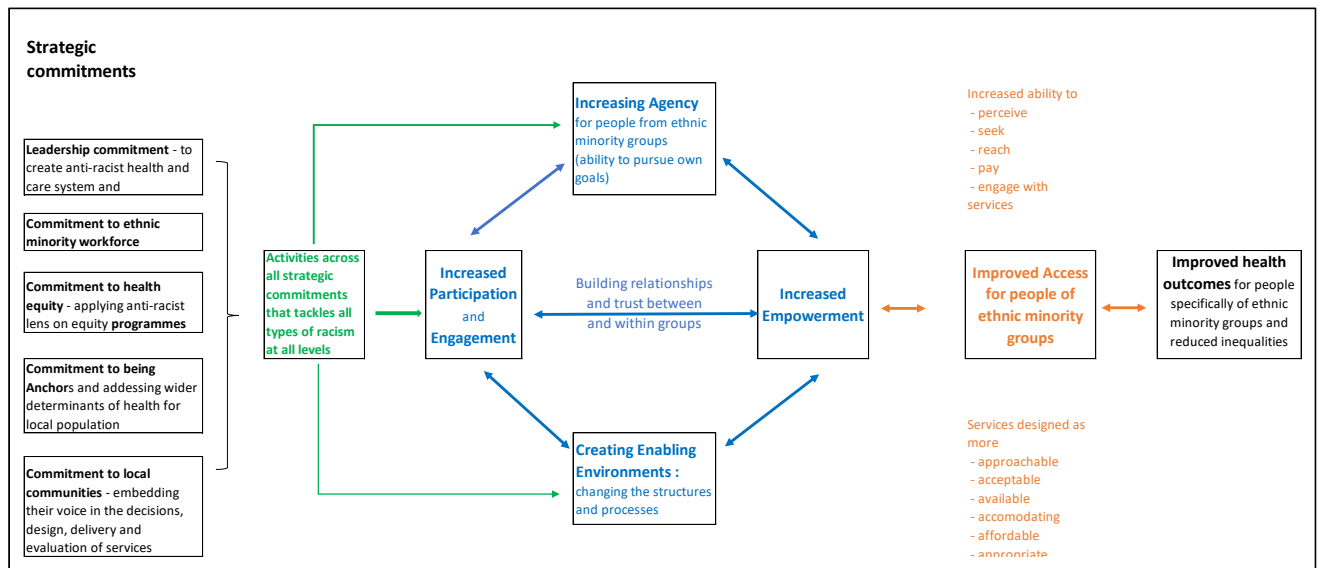 Strategic
commitments
Leadership commitment - to
create anti-racist health and
care system and
Commitment to ethnic
minority workforce
Commitment to health
equity - applying anti-racist
lens on equity programmes
Commitment to being
Anchors and addessing wider
determinants of health for
local population
Commitment to local
communities - embedding
their voice in the decisions,
design, delivery and
evaluation of services
Activities across
all strategic
commitments
that tackles all
types of racism
at all levels
Increasing Agency
for people from ethnic
minority groups
(ability to pursue own
goals)
Increased
Participation
and
Engagement
Building relationships
and trust between
and within groups
Increased
Empowerment
Creating Enabling
Environments :
changing the structures
and processes
Increased ability to
- perceive
- seek
- reach
- pay
- engage with
services
Improved Access
for people of
ethnic minority
groups
Services designed as
more
- approachable
- acceptable
- available
- accomodating
- affordable
- appropriate
Improved health
outcomes for people
specifically of ethnic
minority groups and
reduced inequalities